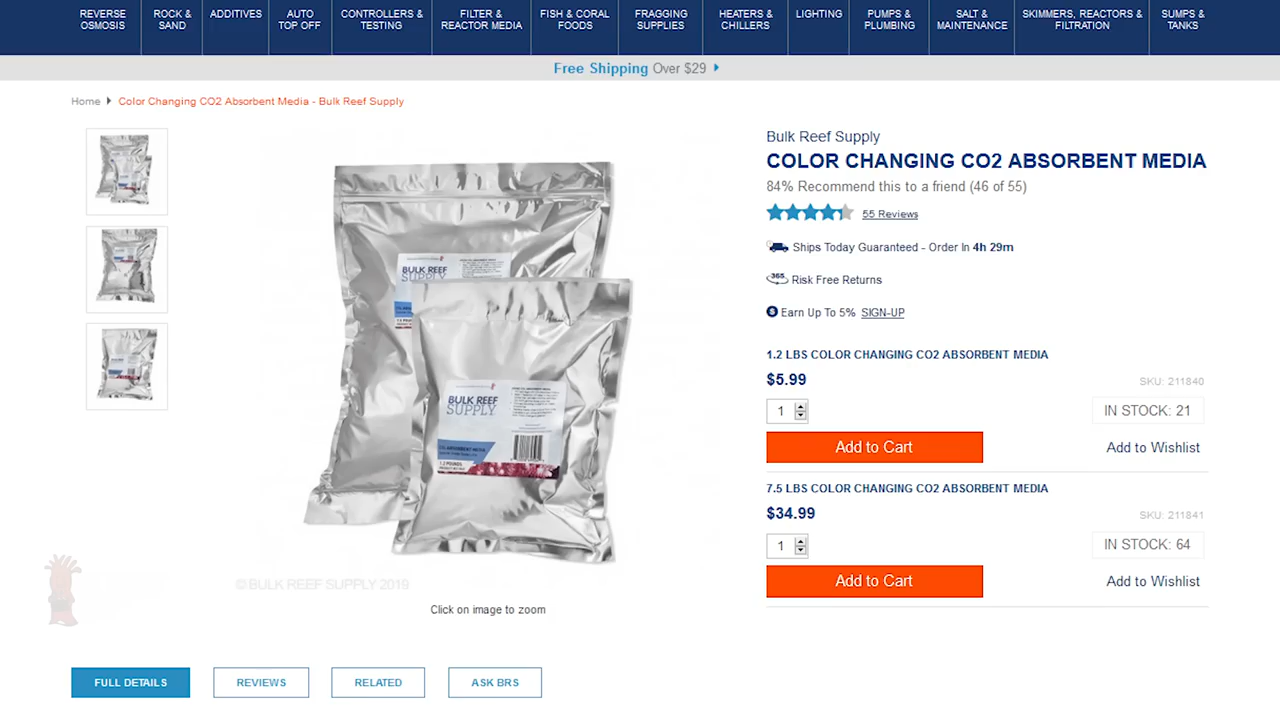 REVERSE
OSMOSIS
ROCK &
SAND
ADDITIVES
AUTO
TOP OFF
CONTROLLERS &
TESTING
FILTER &
REACTOR MEDIA
FISH & CORAL
FOODS
FRAGGING
SUPPLIES
HEATERS &
CHILLERS
LIGHTING
PUMPS &
PLUMBING
SALT &
MAINTENANCE
SKIMMERS, REACTORS &
FILTRATION
SUMPS &
TANKS
Free Shipping Over $29
Home Color Changing CO2 Absorbent Media - Bulk Reef Supply
BULK REEF
SUPPLY
BULK REEF
SUPPLY
CO2 ABSORBENT MEDIA
1.2 POUNDS
© BULK REEF SUPPLY 2019
Click on image to zoom
Bulk Reef Supply
COLOR CHANGING CO2 ABSORBENT MEDIA
84% Recommend this to a friend (46 of 55)
55 Reviews
Ships Today Guaranteed - Order In 4h 29m
365 Risk Free Returns
$ Earn Up To 5% SIGN-UP
1.2 LBS COLOR CHANGING CO2 ABSORBENT MEDIA
$5.99
SKU: 211840
1
IN STOCK: 21
Add to Cart
Add to Wishlist
7.5 LBS COLOR CHANGING CO2 ABSORBENT MEDIA
$34.99
SKU: 211841
1
IN STOCK: 64
Add to Cart
Add to Wishlist
FULL DETAILS
REVIEWS
RELATED
ASK BRS